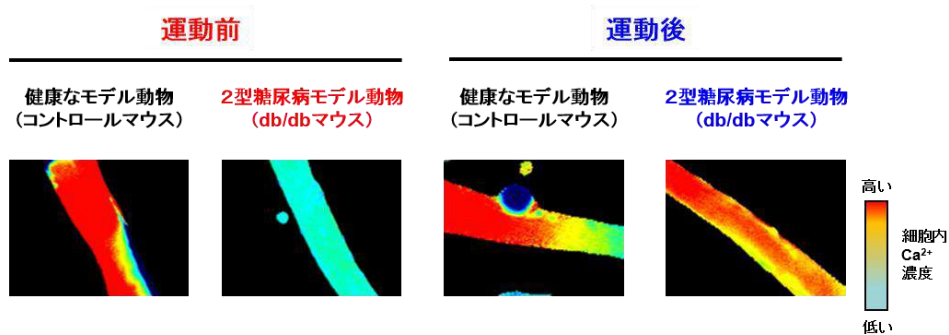 運動前
運動後
健康なモデル動物
(コントロールマウス)
2型糖尿病モデル動物
(db/dbマウス)
健康なモデル動物
(コントロールマウス)
2型糖尿病モデル動物
(db/dbマウス)
高い
細胞内
Ca²⁺
濃度
低い